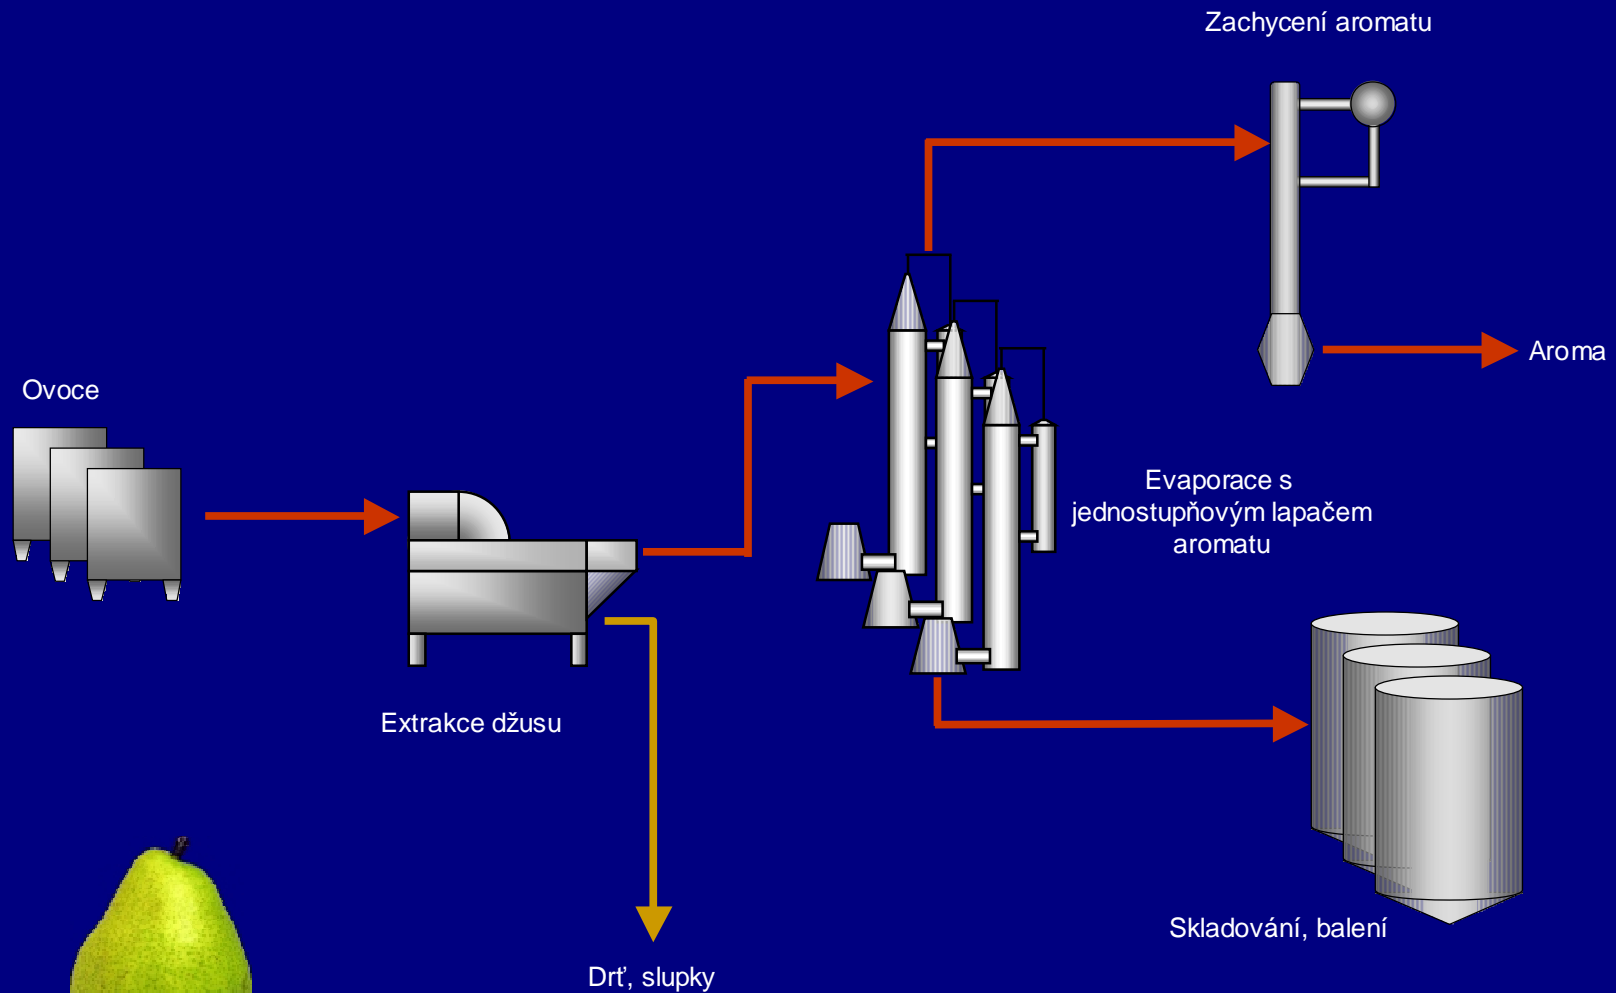 Zachycení aromatu
Aroma
Ovoce
Evaporace s
jednostupňovým lapačem
aromatu
Extrakce džusu
Skladování, balení
Drť, slupky